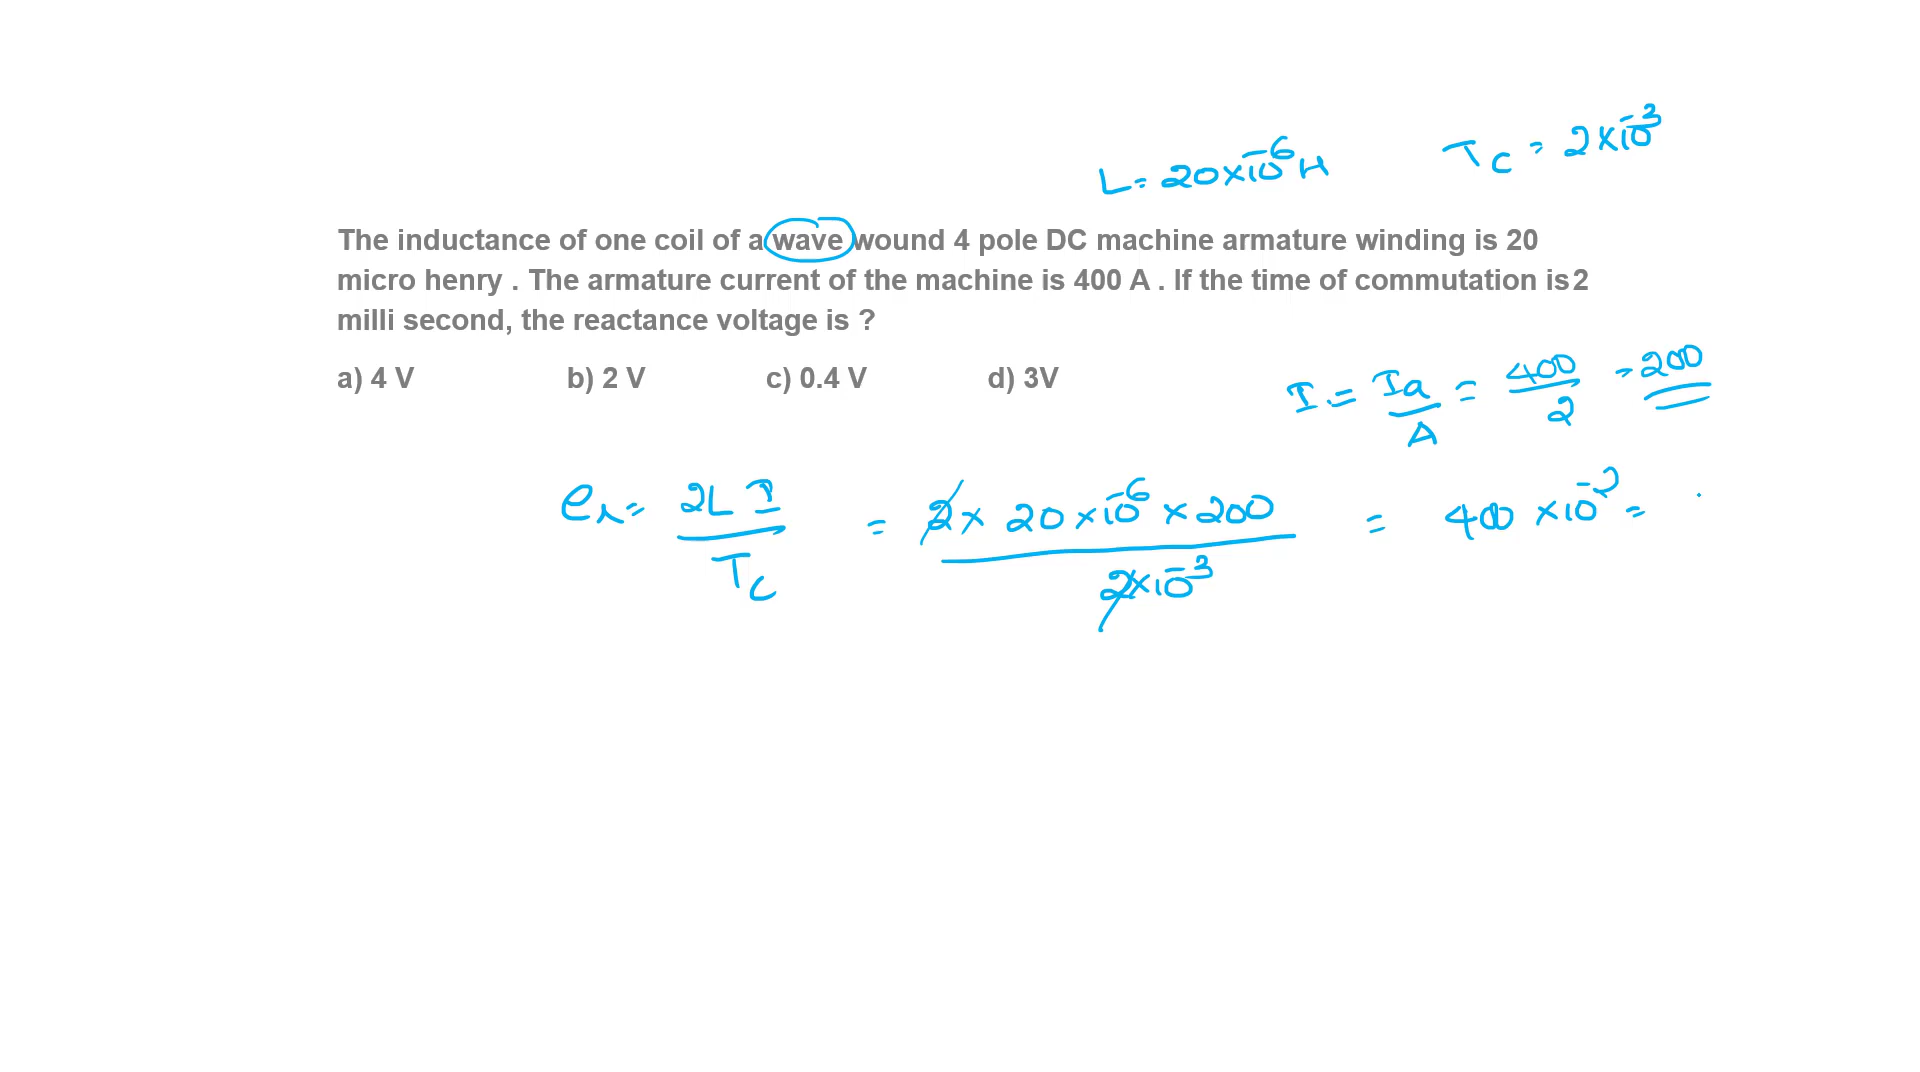 L = 20×10⁻⁶ H T_C = 2×10⁻³
The inductance of one coil of a wave wound 4 pole DC machine armature winding is 20
micro henry . The armature current of the machine is 400 A . If the time of commutation is 2
milli second, the reactance voltage is ?
a) 4 V b) 2 V c) 0.4 V d) 3V
I = Ia/A = 400/2 = 200
e_r = 2LI/T_C = 2× 20×10⁻⁶ × 200 / 2×10⁻³ = 400 ×10⁻² =